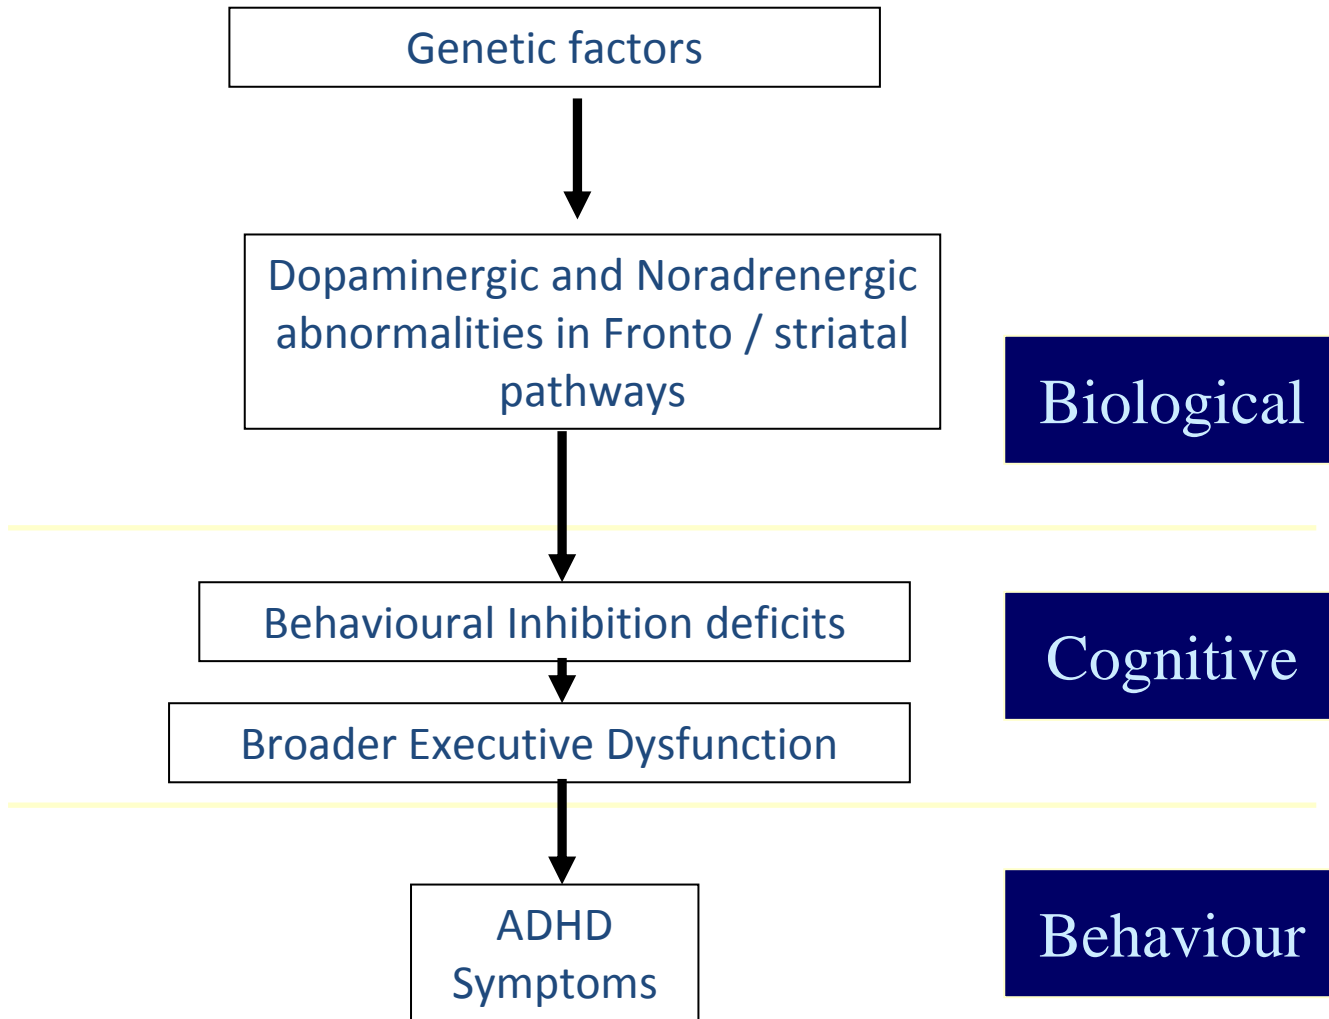 Genetic factors
Dopaminergic and Noradrenergic
abnormalities in Fronto / striatal
pathways
Biological
Behavioural Inhibition deficits
Cognitive
Broader Executive Dysfunction
ADHD
Symptoms
Behaviour